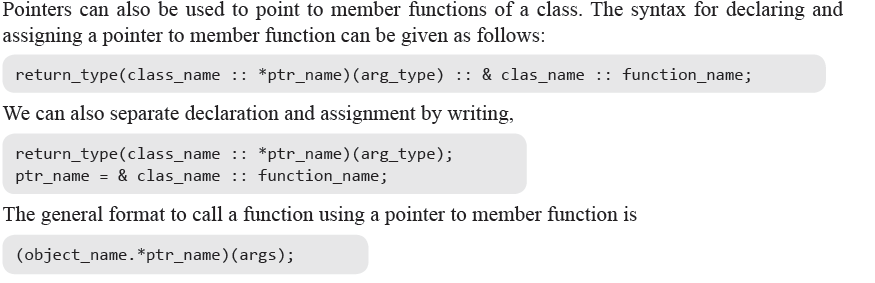 Pointers can also be used to point to member functions of a class. The syntax for declaring and
assigning a pointer to member function can be given as follows:
return_type(class_name :: *ptr_name)(arg_type) :: & clas_name :: function_name;
We can also separate declaration and assignment by writing,
return_type(class_name :: *ptr_name)(arg_type);
ptr_name = & clas_name :: function_name;
The general format to call a function using a pointer to member function is
(object_name.*ptr_name)(args);